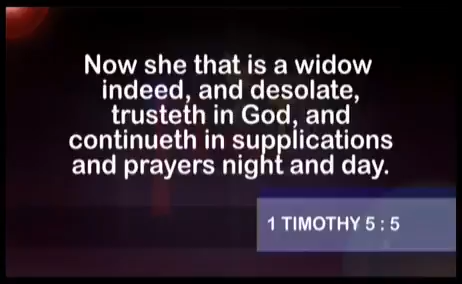 Now she that is a widow
indeed, and desolate,
trusteth in God, and
continueth in supplications
and prayers night and day.
1 TIMOTHY 5 : 5